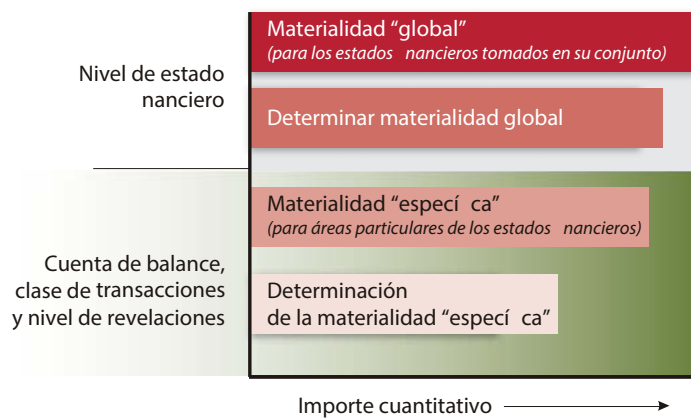 Materialidad “global”
(para los estados nancieros tomados en su conjunto)
Nivel de estado
nanciero
Determinar materialidad global
Materialidad “especí ca”
(para áreas particulares de los estados nancieros)
Cuenta de balance,
clase de transacciones
y nivel de revelaciones
Determinación
de la materialidad “especí ca”
Importe cuantitativo